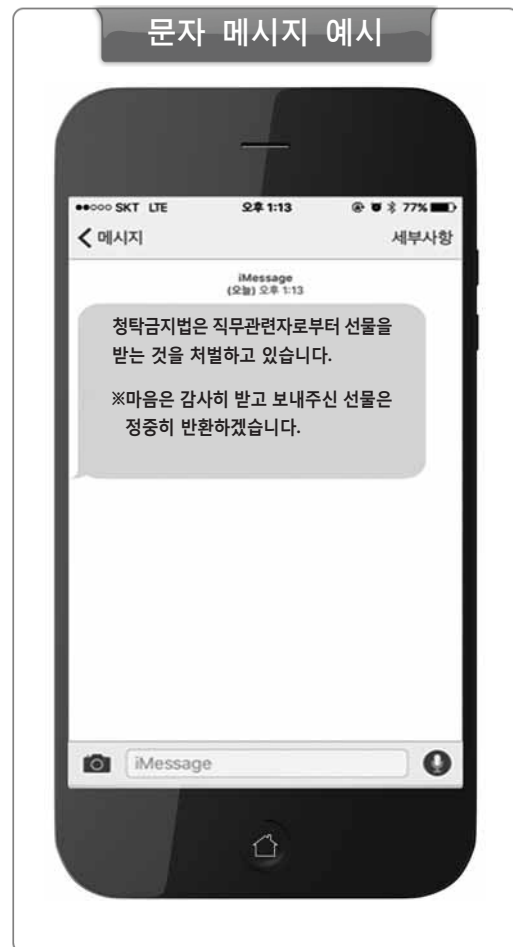 문자 메시지 예시
●●○○○ SKT LTE 오후 1:13 77%
메시지 세부사항
iMessage
(오늘) 오후 1:13
청탁금지법은 직무관련자로부터 선물을
받는 것을 처벌하고 있습니다.
※마음은 감사히 받고 보내주신 선물은
정중히 반환하겠습니다.
iMessage